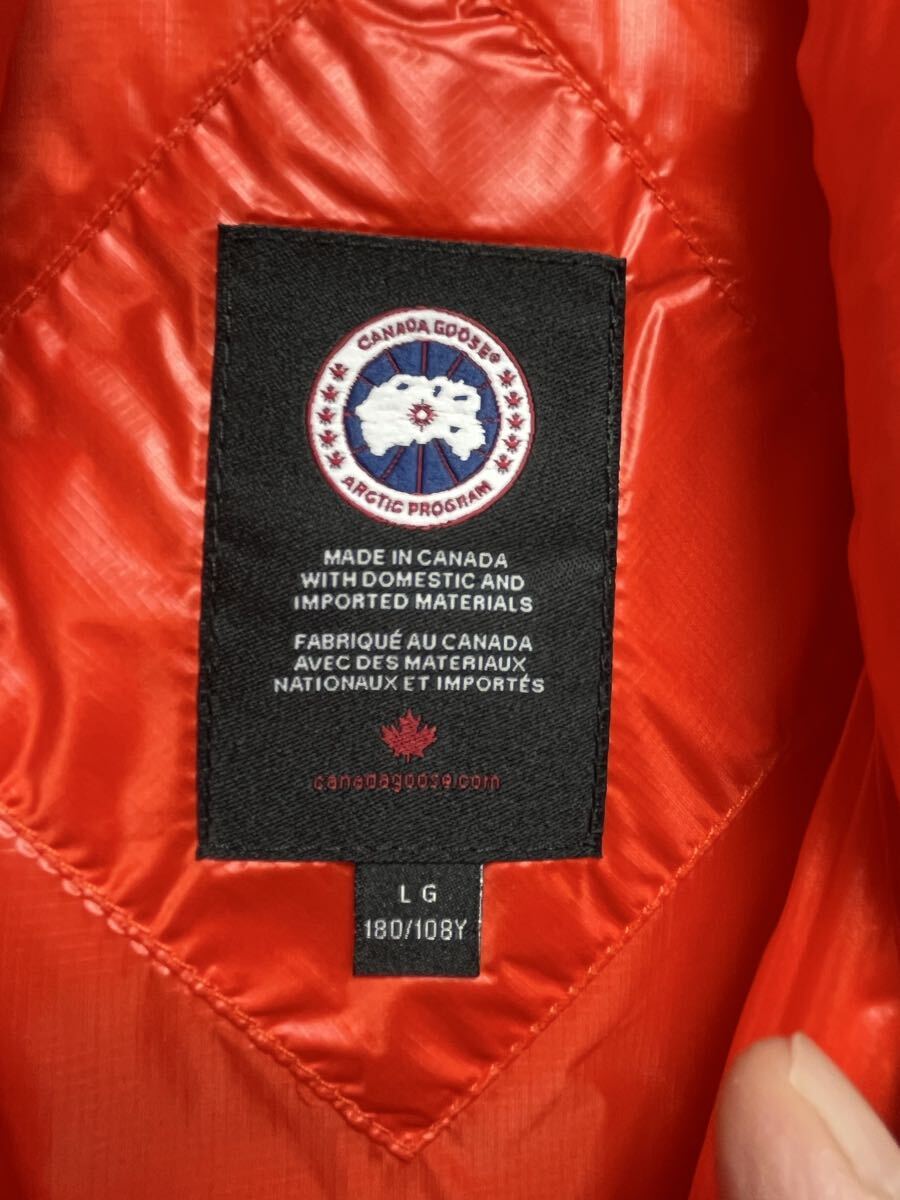 CANADA GOOSE®
ARCTIC PROGRAM
MADE IN CANADA
WITH DOMESTIC AND
IMPORTED MATERIALS
FABRIQUÉ AU CANADA
AVEC DES MATERIAUX
NATIONAUX ET IMPORTÉS
canadagoose.com
LG
180/108Y